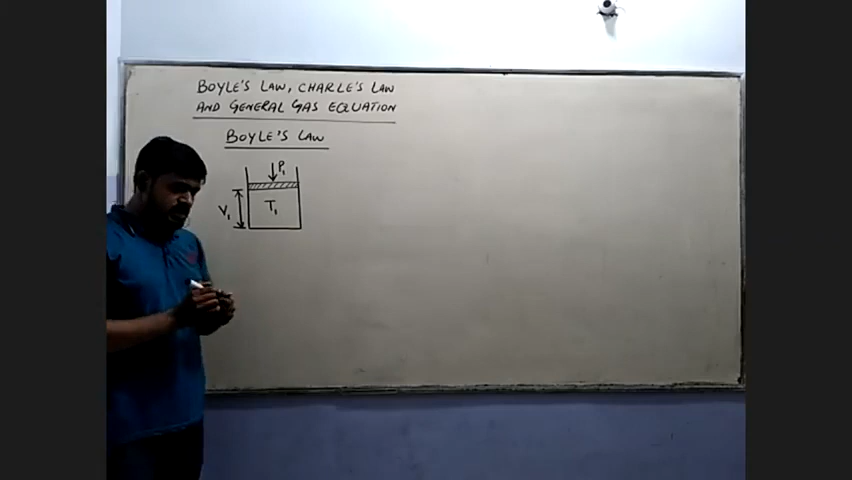 BOYLE'S LAW, CHARLE'S LAW
AND GENERAL GAS EQUATION
BOYLE'S LAW
P₁
V₁
T₁